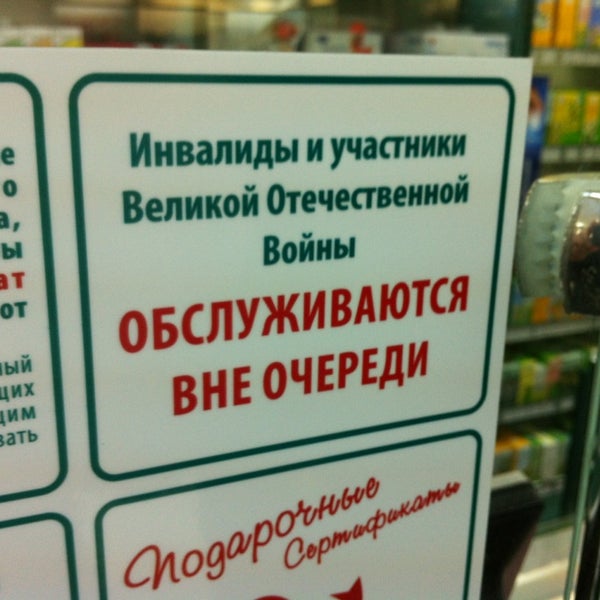 Инвалиды и участники
Великой Отечественной
Войны
ОБСЛУЖИВАЮТСЯ
ВНЕ ОЧЕРЕДИ
Подарочные
Сертификаты